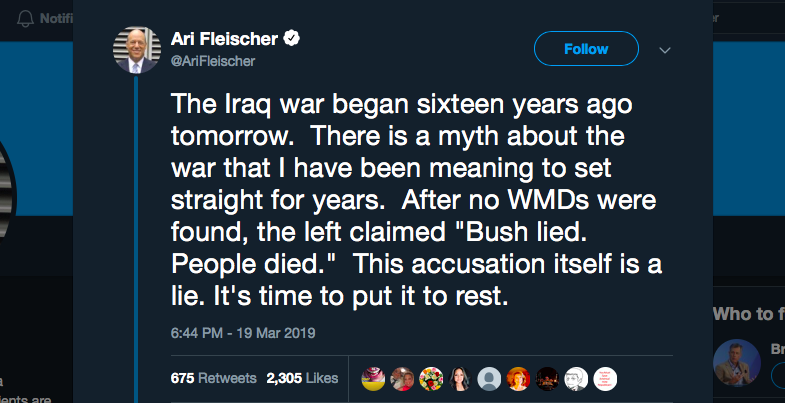 Notifi
Ari Fleischer
@AriFleischer
Follow
The Iraq war began sixteen years ago
tomorrow.  There is a myth about the
war that I have been meaning to set
straight for years.  After no WMDs were
found, the left claimed "Bush lied.
People died."  This accusation itself is a
lie. It's time to put it to rest.
6:44 PM - 19 Mar 2019
675 Retweets 2,305 Likes
Who to f
Br